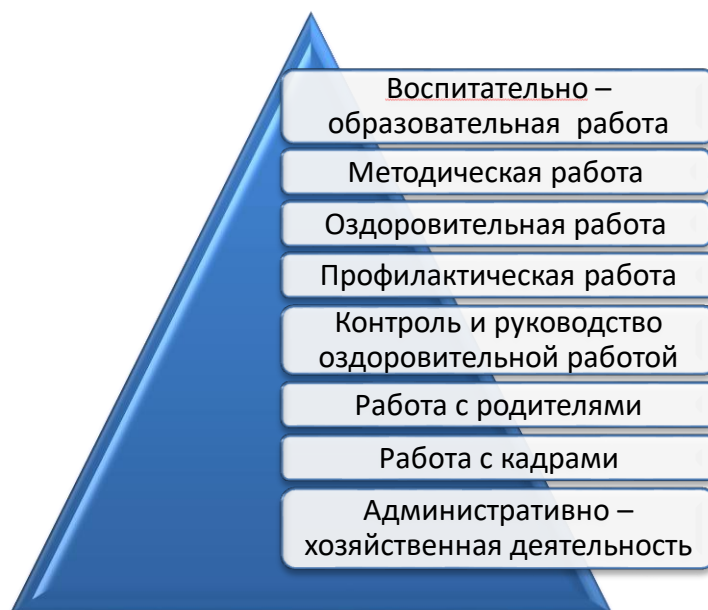 Воспитательно –
образовательная работа
Методическая работа
Оздоровительная работа
Профилактическая работа
Контроль и руководство
оздоровительной работой
Работа с родителями
Работа с кадрами
Административно –
хозяйственная деятельность